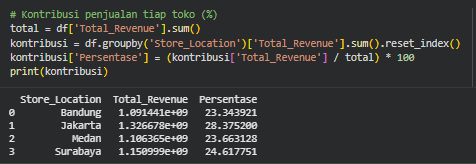 # Kontribusi penjualan tiap toko (%)
total = df['Total_Revenue'].sum()
kontribusi = df.groupby('Store_Location')['Total_Revenue'].sum().reset_index()
kontribusi['Persentase'] = (kontribusi['Total_Revenue'] / total) * 100
print(kontribusi)
Store_Location Total_Revenue Persentase
0 Bandung 1.091441e+09 23.343921
1 Jakarta 1.326678e+09 28.375200
2 Medan 1.106365e+09 23.663128
3 Surabaya 1.150999e+09 24.617751